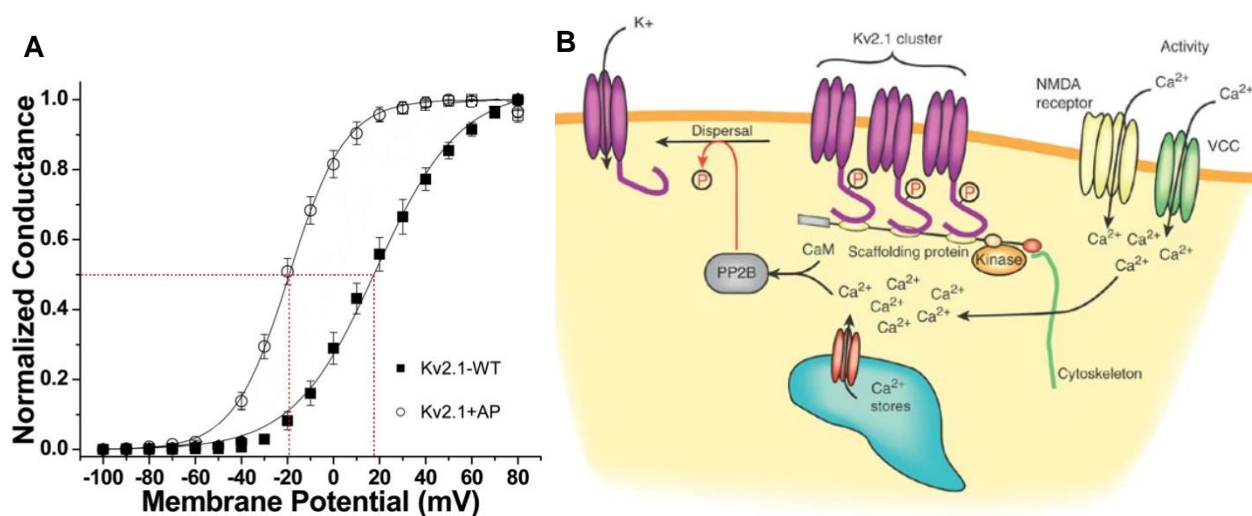 A
Normalized Conductance
1.0
0.8
0.6
0.4
0.2
0.0
Kv2.1-WT
Kv2.1+AP
-100 -80 -60 -40 -20 0 20 40 60 80
Membrane Potential (mV)
B
K+
Kv2.1 cluster
Activity
NMDA
receptor
Ca2+
Ca2+
VCC
Dispersal
P
P
P
P
CaM
Scaffolding protein
Kinase
PP2B
Ca2+
Ca2+
Ca2+
Ca2+
Ca2+
Ca2+
Ca2+
Ca2+
Ca2+
Ca2+
Ca2+
stores
Cytoskeleton